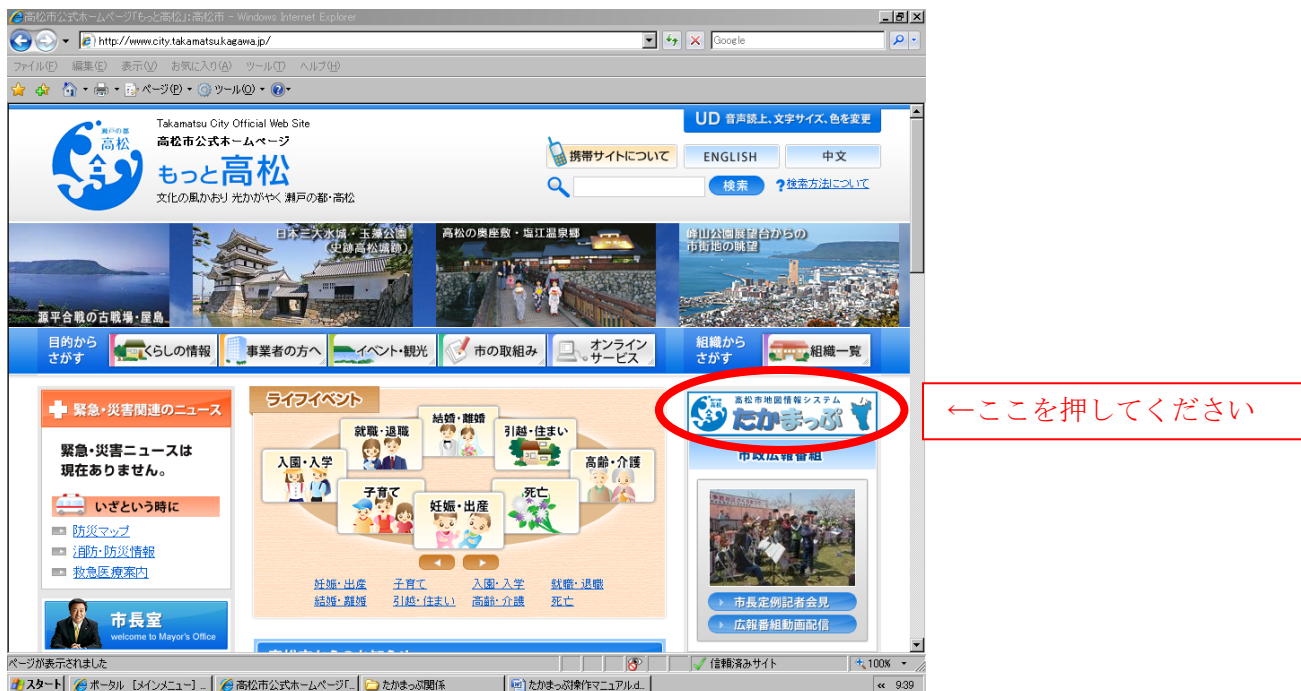 高松市公式ホームページ「もっと高松」:高松市 - Windows Internet Explorer
http://www.city.takamatsu.kagawa.jp/
Google
ファイル(F) 編集(E) 表示(V) お気に入り(A) ツール(T) ヘルプ(H)
ページ(P) ツール(O)
瀬戸の都
高松
Takamatsu City Official Web Site
高松市公式ホームページ
もっと高松
文化の風かおり 光かがやく 瀬戸の都・高松
UD 音声読上、文字サイズ、色を変更
携帯サイトについて
ENGLISH
中文
検索
?検索方法について
源平合戦の古戦場・屋島
日本三大水城・玉藻公園
(史跡高松城跡)
高松の奥座敷・塩江温泉郷
峰山公園展望台からの
市街地の眺望
目的から
さがす
くらしの情報
事業者の方へ
イベント・観光
市の取組み
オンライン
サービス
組織から
さがす
組織一覧
緊急・災害関連のニュース
緊急・災害ニュースは
現在ありません。
いざという時に
防災マップ
消防・防災情報
救急医療案内
市長室
welcome to Mayor's Office
ライフイベント
結婚・離婚
就職・退職
引越・住まい
入園・入学
高齢・介護
子育て
妊娠・出産
死亡
妊娠・出産 子育て 入園・入学 就職・退職
結婚・離婚 引越・住まい 高齢・介護 死亡
高松市地図情報システム
たかまっぷ
←ここを押してください
市政広報番組
市長定例記者会見
広報番組動画配信
ページが表示されました
信頼済みサイト
100%
スタート
ポータル [メインメニュー] -
高松市公式ホームページ「...
たかまっぷ関係
たかまっぷ操作マニュアル.d...
9:39